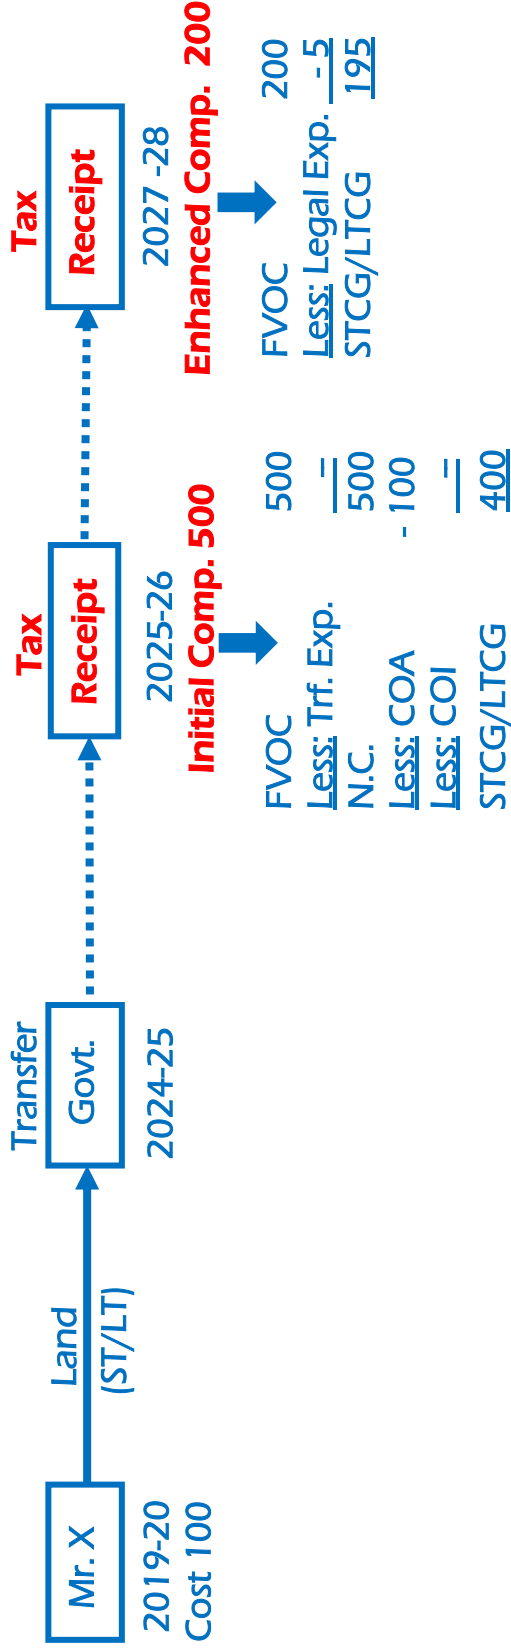 Mr. X
2019-20
Cost 100
Land
(ST/LT)
Transfer
Govt.
2024-25
Tax
Receipt
2025-26
Initial Comp. 500
FVOC 500
Less: Trf. Exp. --
N.C. 500
Less: COA - 100
Less: COI --
STCG/LTCG 400
Tax
Receipt
2027 -28
Enhanced Comp. 200
FVOC 200
Less: Legal Exp. - 5
STCG/LTCG 195